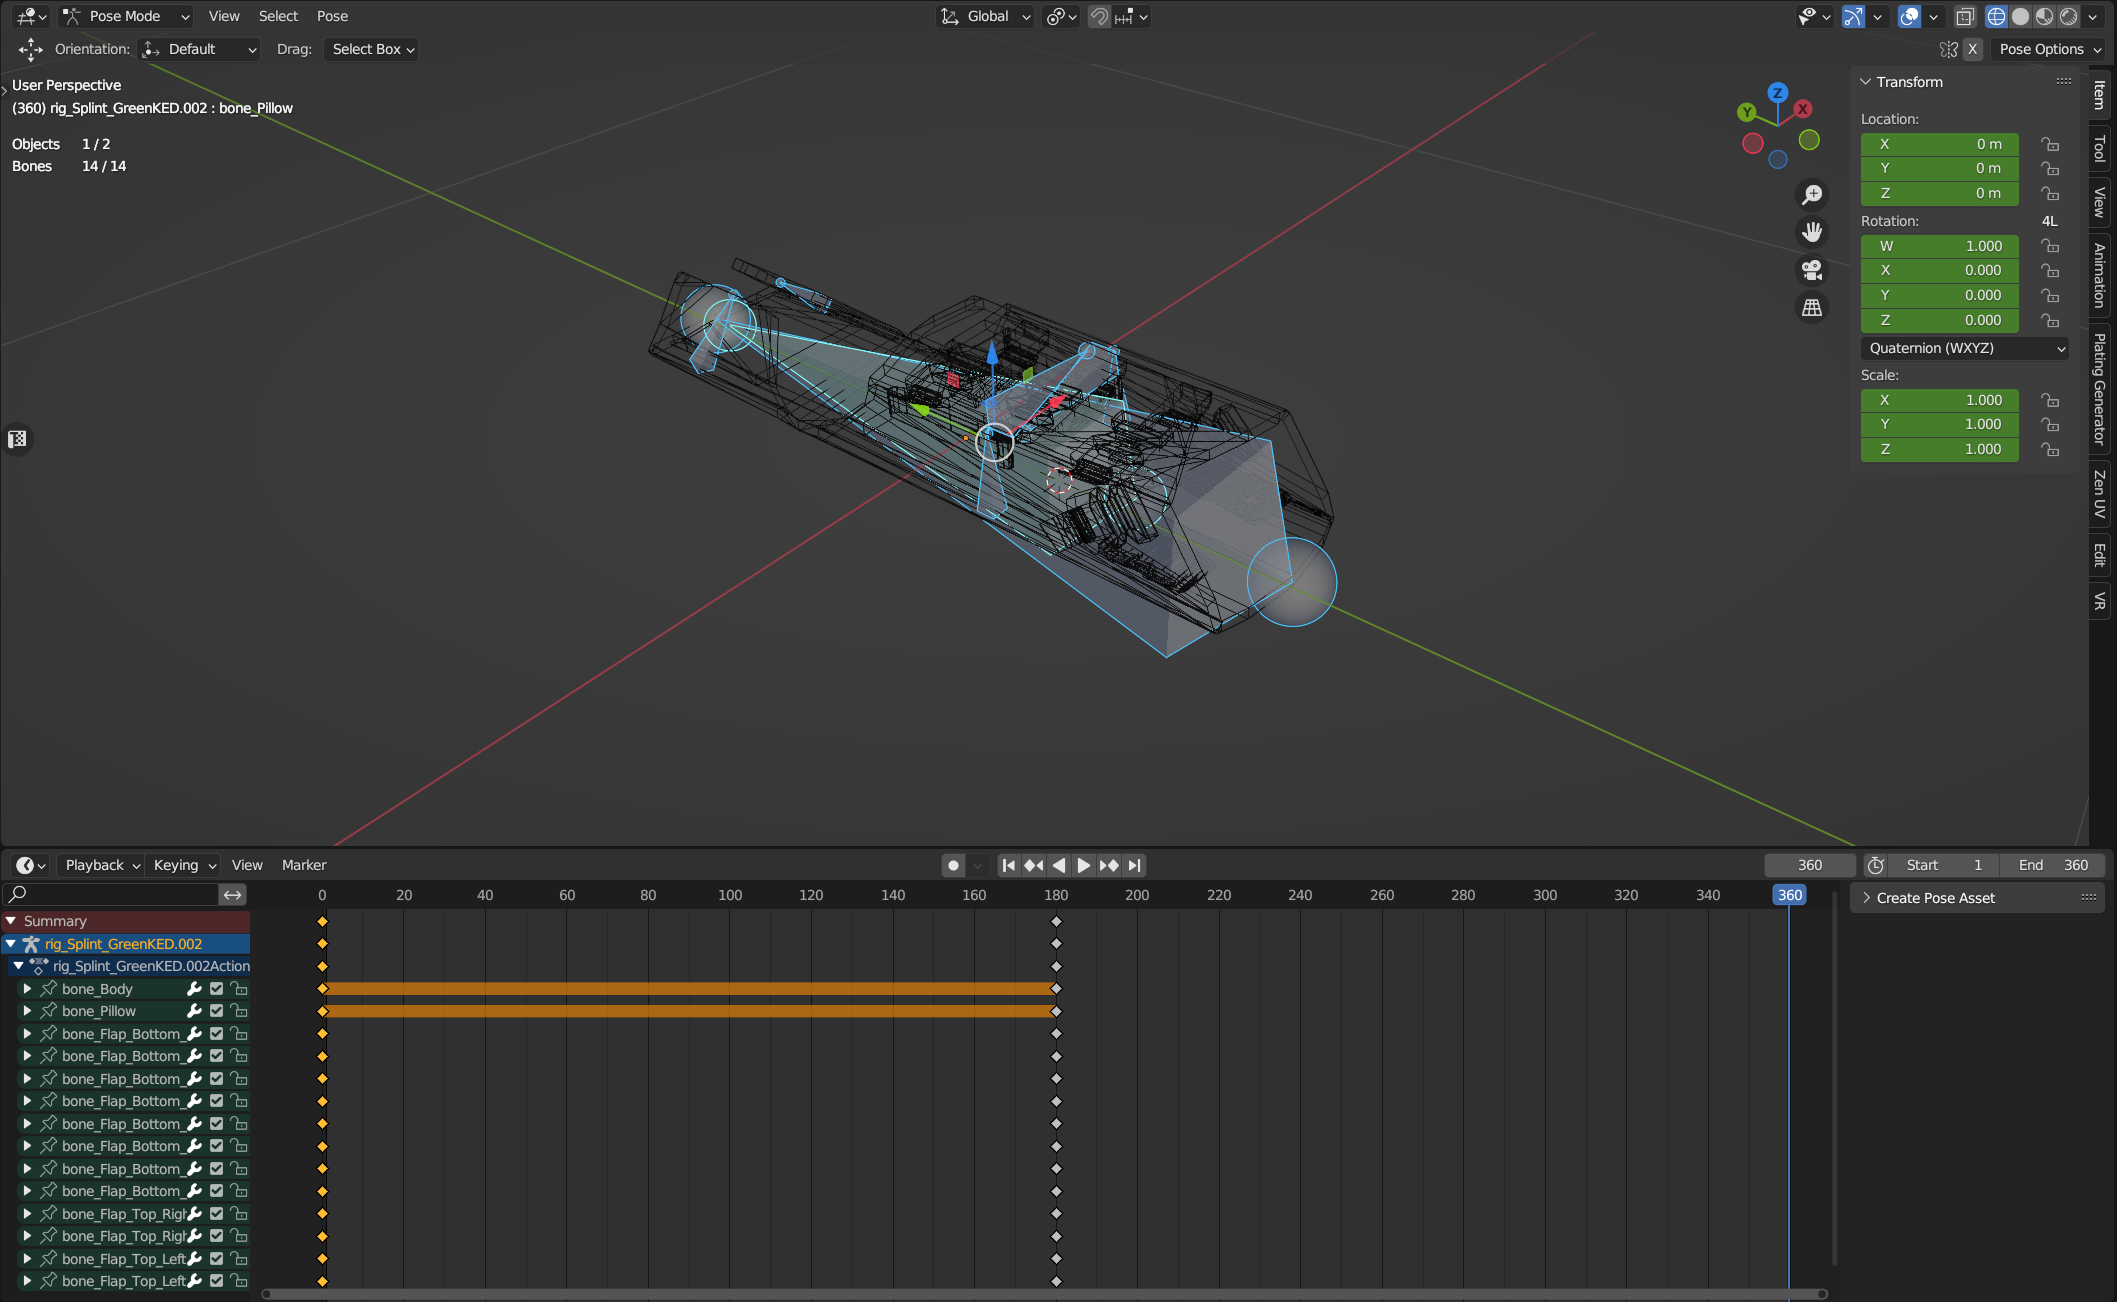 Pose Mode View Select Pose Global
Orientation: Default Drag: Select Box X Pose Options
User Perspective
(360) rig_Splint_GreenKED.002 : bone_Pillow
Objects 1 / 2
Bones 14 / 14
Z
Y
X
Transform
Location:
X 0 m
Y 0 m
Z 0 m
Rotation: 4L
W 1.000
X 0.000
Y 0.000
Z 0.000
Quaternion (WXYZ)
Scale:
X 1.000
Y 1.000
Z 1.000
Item
Tool
View
Animation
Plating Generator
Zen UV
Edit
VR
Playback Keying View Marker 360 Start 1 End 360
0 20 40 60 80 100 120 140 160 180 200 220 240 260 280 300 320 340 360
Create Pose Asset
Summary
rig_Splint_GreenKED.002
rig_Splint_GreenKED.002Action
bone_Body
bone_Pillow
bone_Flap_Bottom_
bone_Flap_Bottom_
bone_Flap_Bottom_
bone_Flap_Bottom_
bone_Flap_Bottom_
bone_Flap_Bottom_
bone_Flap_Bottom_
bone_Flap_Bottom_
bone_Flap_Top_Righ
bone_Flap_Top_Righ
bone_Flap_Top_Left
bone_Flap_Top_Left